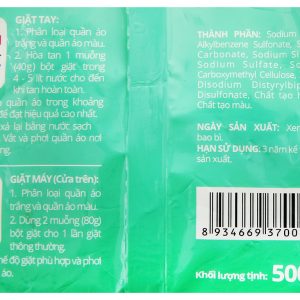 GIẶT TAY:
1. Phân loại quần áo
trắng và quần áo màu.
2. Hòa tan 1 muỗng
(40g) bột giặt trong
4 - 5 lít nước cho đến
khi tan hoàn toàn.
quần áo trong khoảng
để đạt hiệu quả cao nhất.
xả lại bằng nước sạch
Vắt và phơi quần áo nơi
GIẶT MÁY (Cửa trên):
1. Phân loại quần áo
trắng và quần áo màu.
2. Dùng 2 muỗng (80g)
bột giặt cho 1 lần giặt
thông thường.
chế độ giặt phù hợp và phơi
áo.
THÀNH PHẦN: Sodium
Alkylbenzene Sulfonate, S
Carbonate, Sodium
Sodium Sulfate, Sod
Carboxymethyl Cellulose,
Disodium Distyrylbip
Disulfonate, Chất tạo h
Chất tạo màu.
NGÀY SẢN XUẤT: Xem
bao bì.
HẠN SỬ DỤNG: 3 năm kể
sản xuất.
8 934669 3700
Khối lượng tịnh: 500